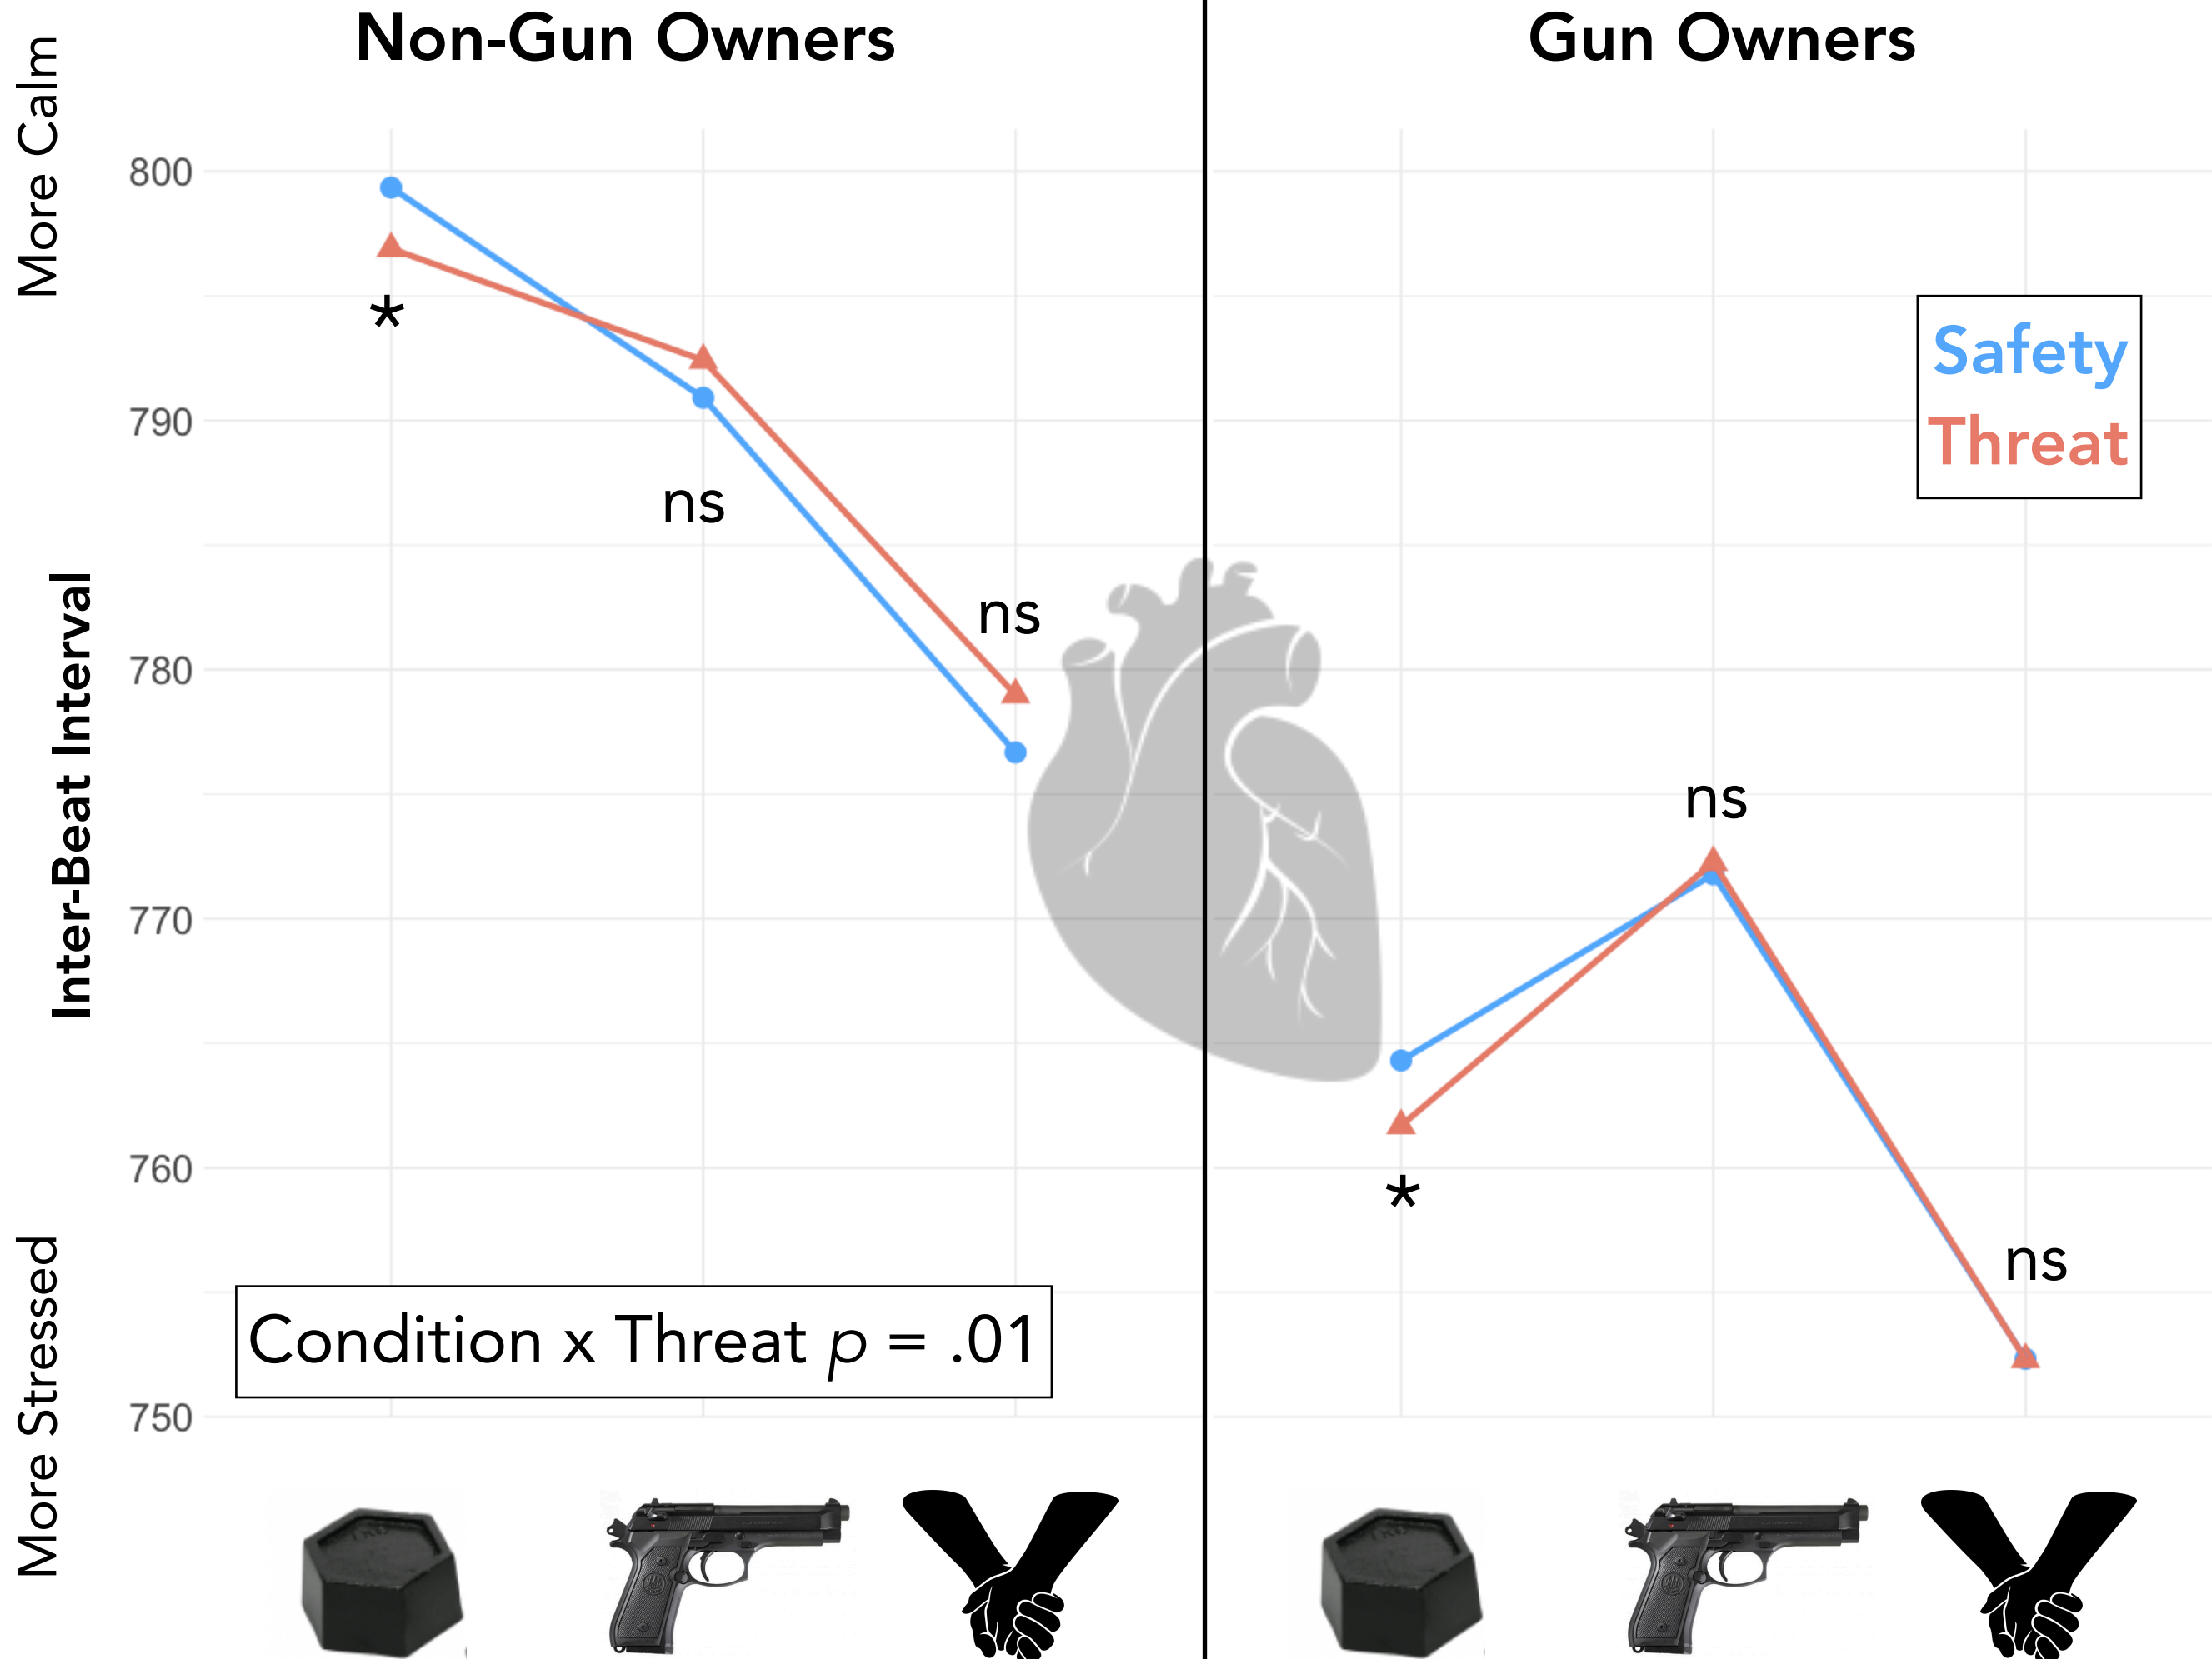 Non-Gun Owners
Gun Owners
More Calm
Inter-Beat Interval
More Stressed
800
790
780
770
760
750
*
ns
ns
Condition x Threat p = .01
Safety
Threat
*
ns
ns